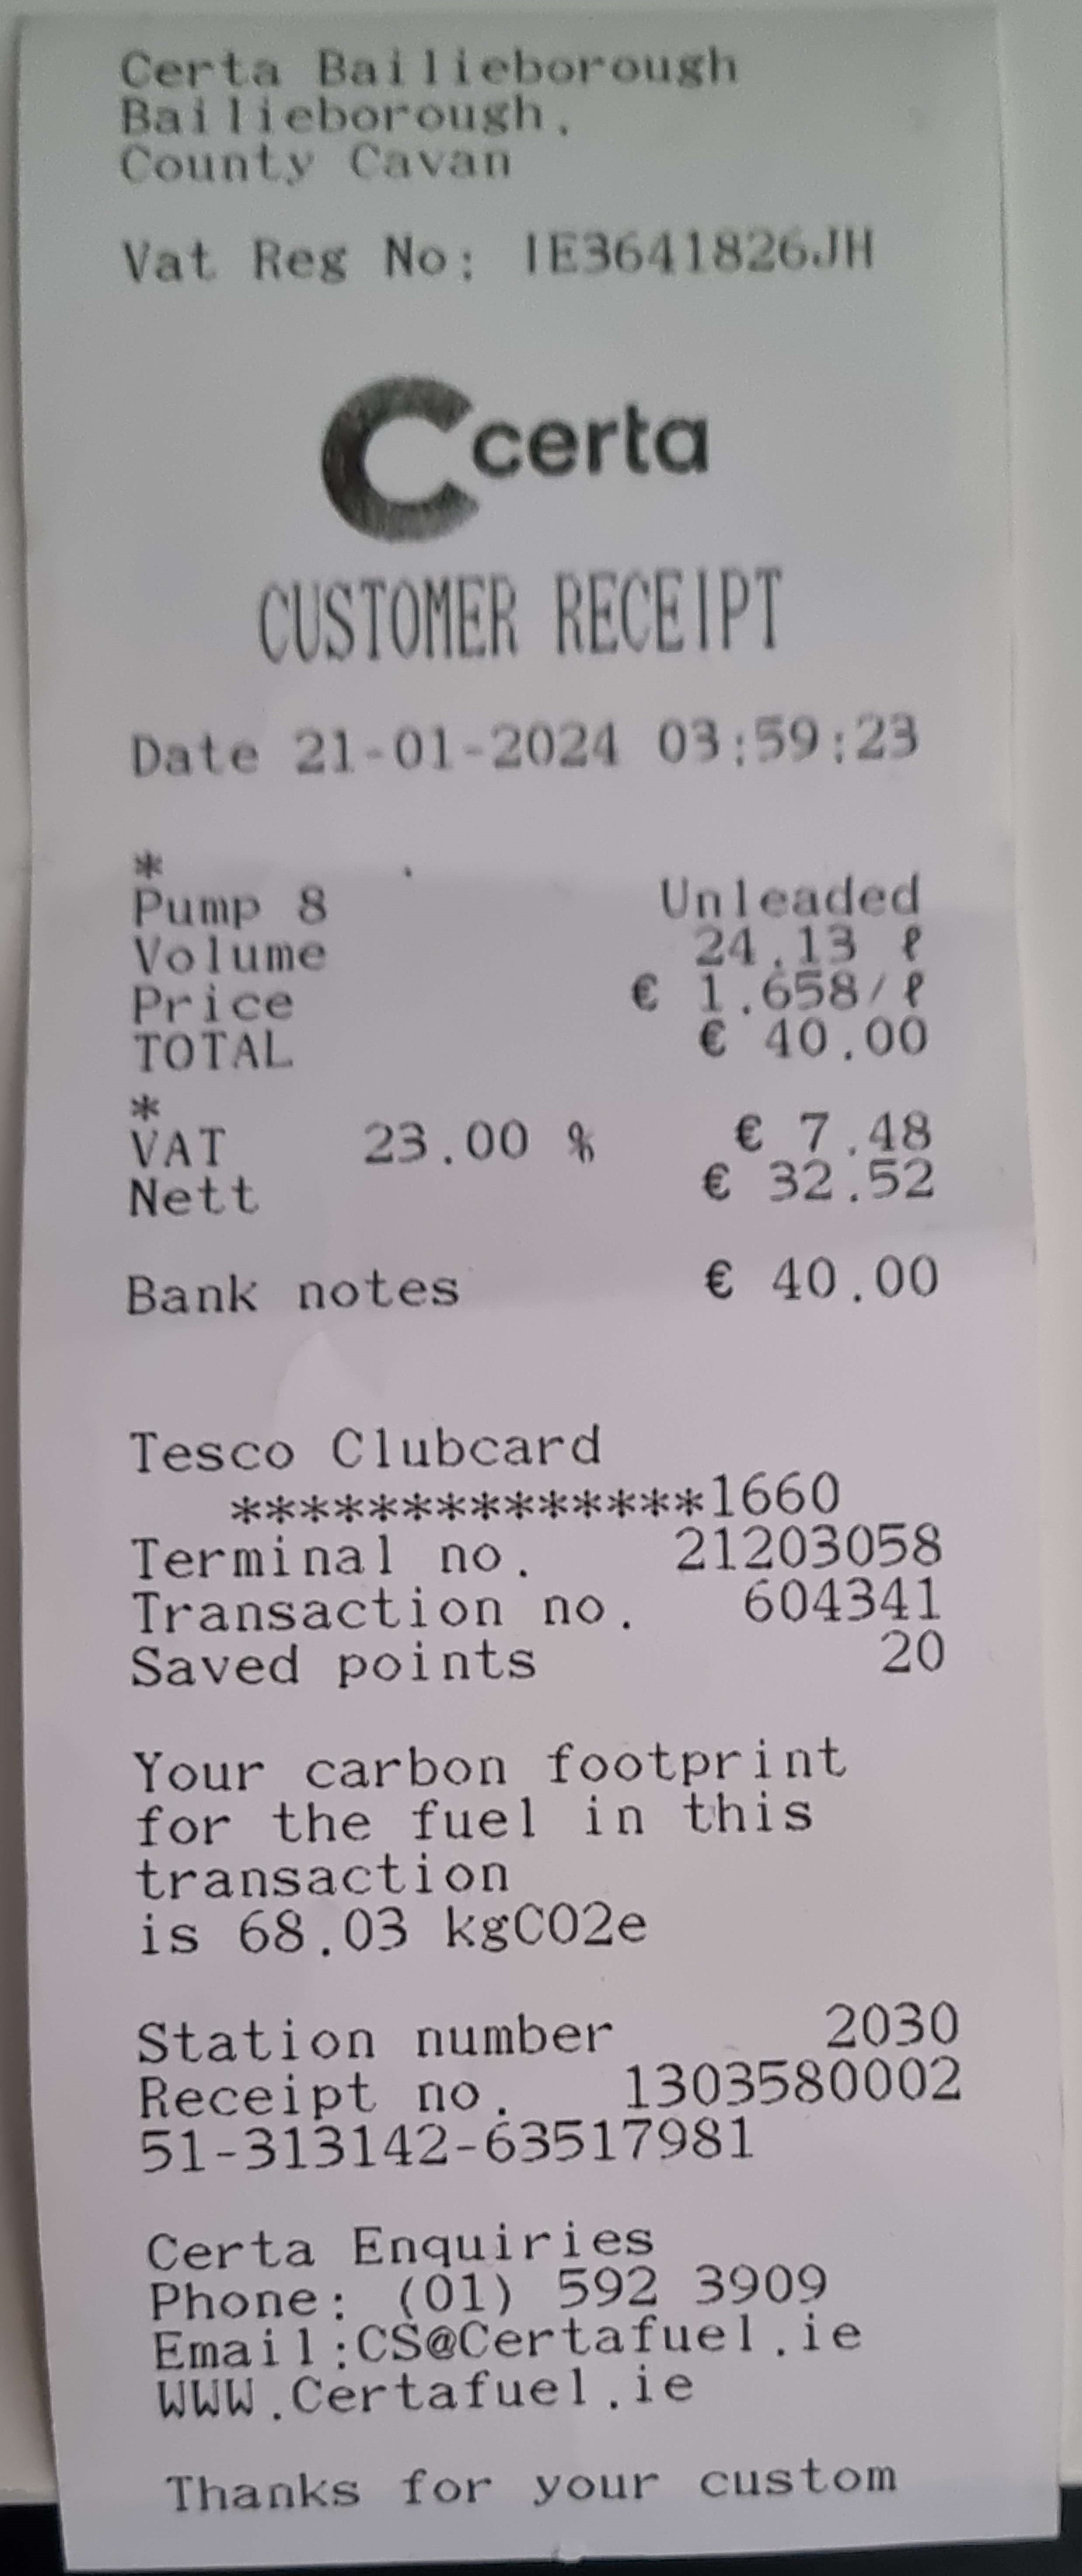 Certa Bailieborough
Bailieborough,
County Cavan
Vat Reg No: IE3641826JH
certa
CUSTOMER RECEIPT
Date 21-01-2024 03:59:23
*
Pump 8 Unleaded
Volume 24.13 ℓ
Price € 1.658/ℓ
TOTAL € 40.00
*
VAT 23.00 % € 7.48
Nett € 32.52
Bank notes € 40.00
Tesco Clubcard
**************1660
Terminal no. 21203058
Transaction no. 604341
Saved points 20
Your carbon footprint
for the fuel in this
transaction
is 68.03 kgCO2e
Station number 2030
Receipt no. 1303580002
51-313142-63517981
Certa Enquiries
Phone: (01) 592 3909
Email:CS@Certafuel.ie
WWW.Certafuel.ie
Thanks for your custom